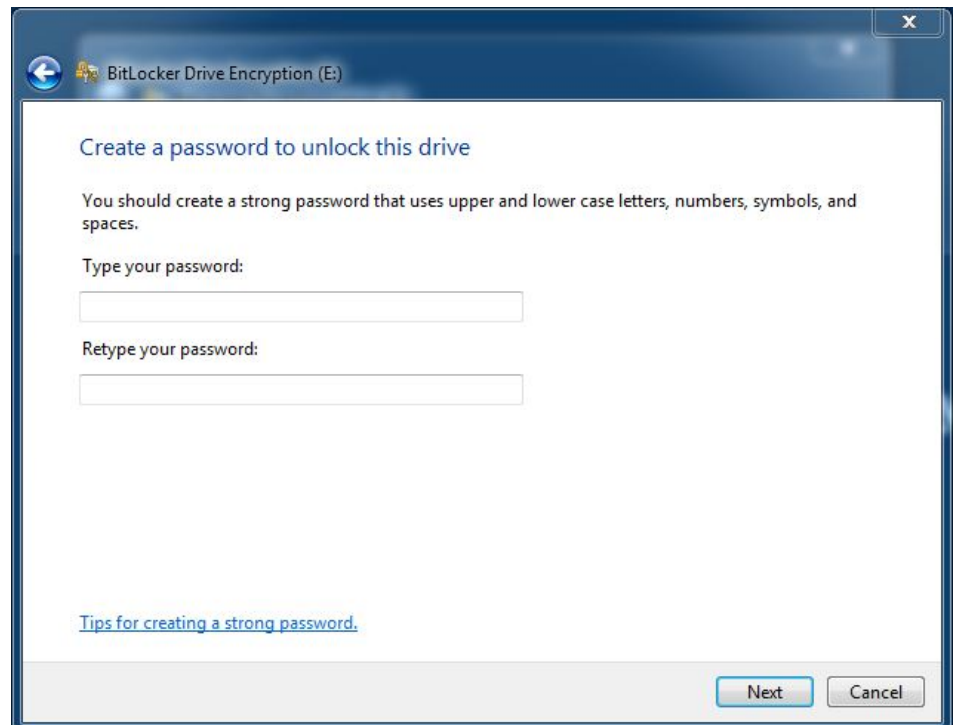 X
BitLocker Drive Encryption (E:)
Create a password to unlock this drive
You should create a strong password that uses upper and lower case letters, numbers, symbols, and
spaces.
Type your password:
Retype your password:
Tips for creating a strong password.
Next Cancel